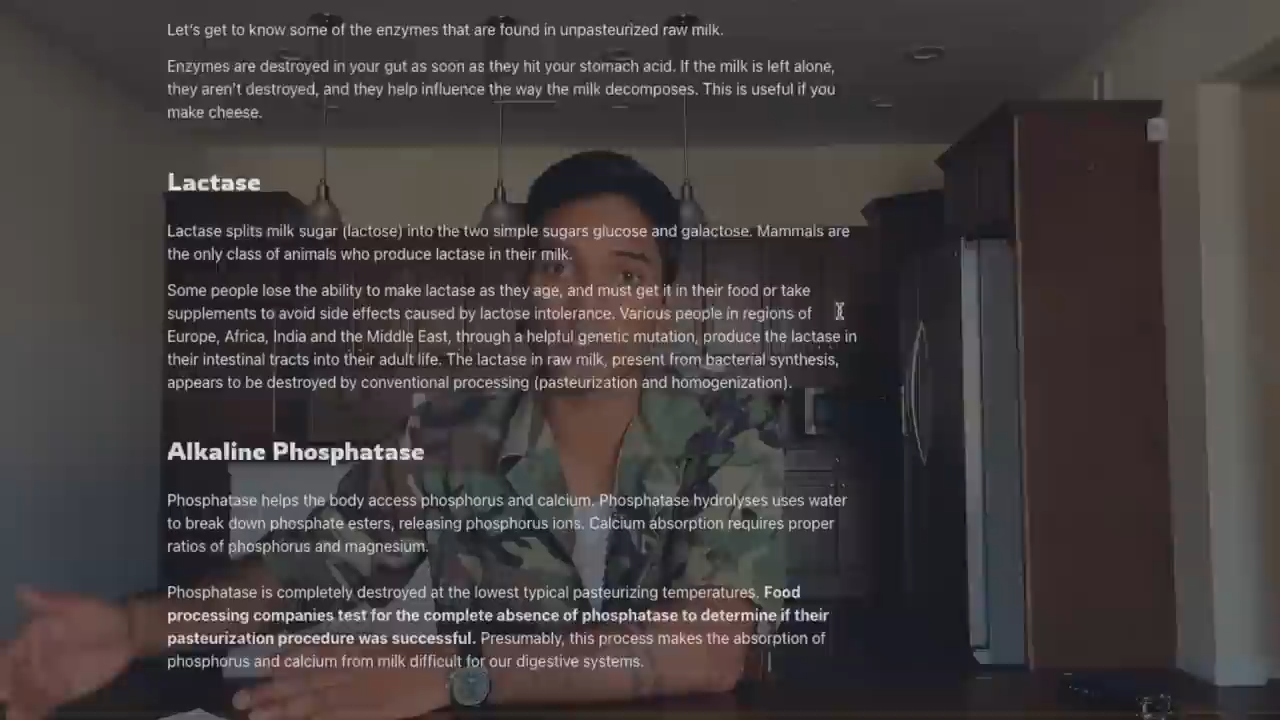 Let's get to know some of the enzymes that are found in unpasteurized raw milk.
Enzymes are destroyed in your gut as soon as they hit your stomach acid. If the milk is left alone,
they aren't destroyed, and they help influence the way the milk decomposes. This is useful if you
make cheese.
Lactase
Lactase splits milk sugar (lactose) into the two simple sugars glucose and galactose. Mammals are
the only class of animals who produce lactase in their milk.
Some people lose the ability to make lactase as they age, and must get it in their food or take
supplements to avoid side effects caused by lactose intolerance. Various people in regions of
Europe, Africa, India and the Middle East, through a helpful genetic mutation, produce the lactase in
their intestinal tracts into their adult life. The lactase in raw milk, present from bacterial synthesis,
appears to be destroyed by conventional processing (pasteurization and homogenization).
Alkaline Phosphatase
Phosphatase helps the body access phosphorus and calcium. Phosphatase hydrolyses uses water
to break down phosphate esters, releasing phosphorus ions. Calcium absorption requires proper
ratios of phosphorus and magnesium.
Phosphatase is completely destroyed at the lowest typical pasteurizing temperatures. Food
processing companies test for the complete absence of phosphatase to determine if their
pasteurization procedure was successful. Presumably, this process makes the absorption of
phosphorus and calcium from milk difficult for our digestive systems.